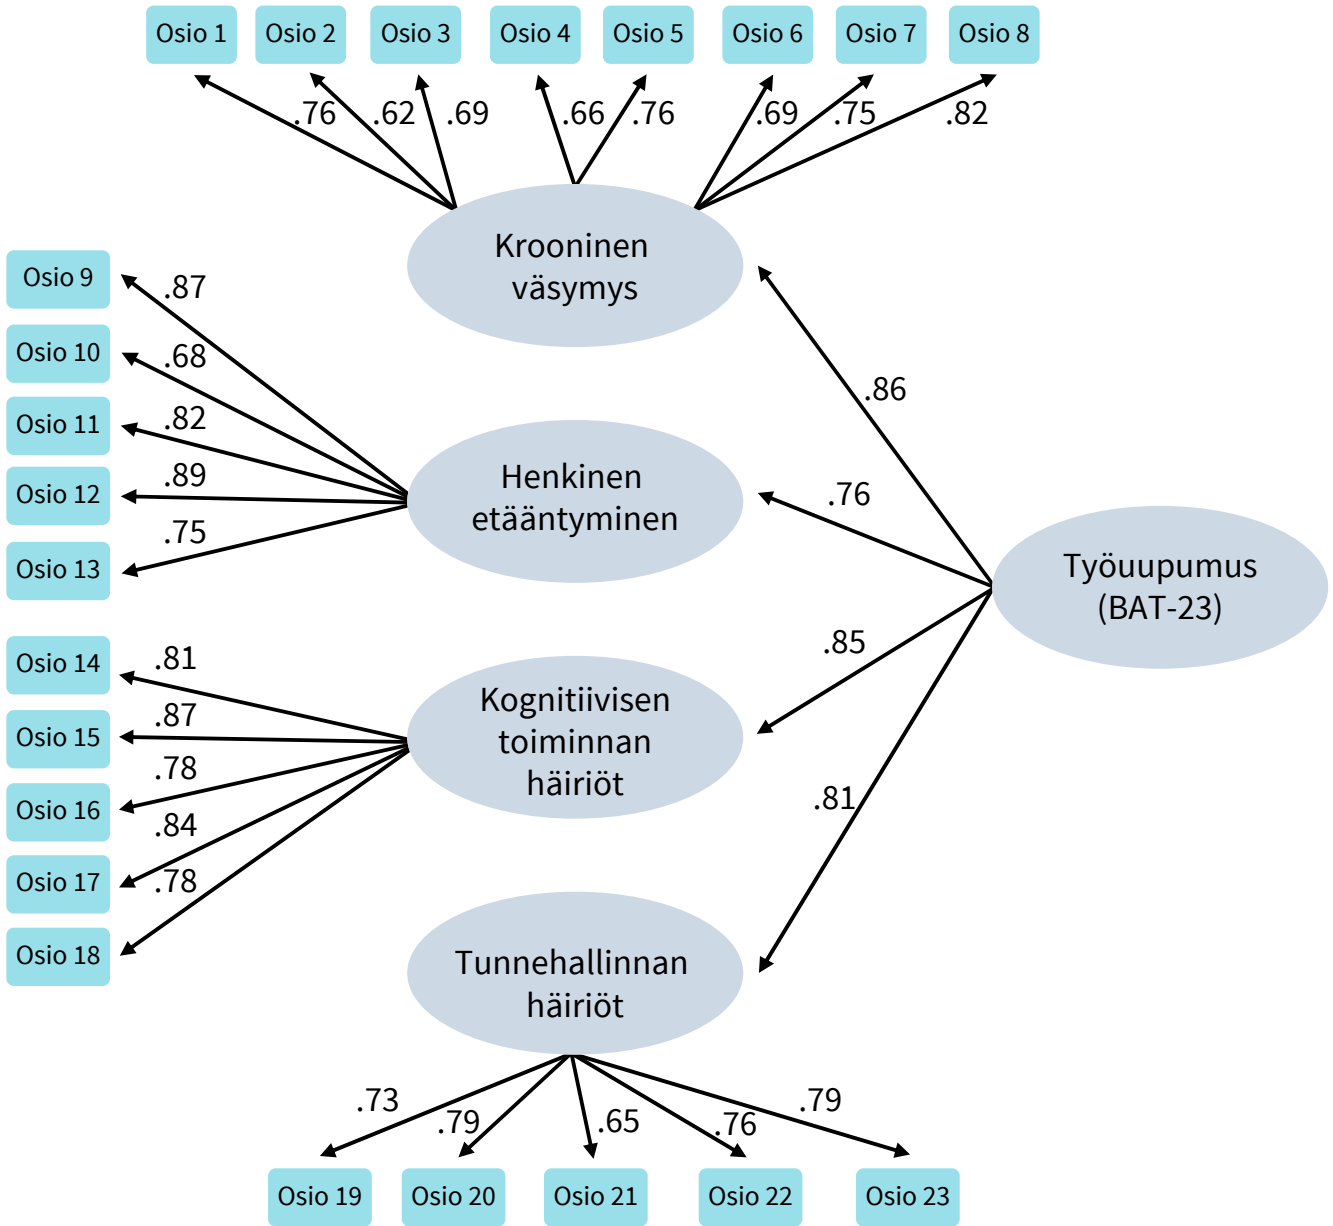 Osio 1 Osio 2 Osio 3 Osio 4 Osio 5 Osio 6 Osio 7 Osio 8
.76 .62 .69 .66 .76 .69 .75 .82
Krooninen
väsymys
Osio 9
.87
Osio 10
.68
Osio 11
.82
Osio 12
.89
Osio 13
.75
Henkinen
etääntyminen
.86
.76
.85
.81
Työuupumus
(BAT-23)
Osio 14
.81
Osio 15
.87
Osio 16
.78
Osio 17
.84
Osio 18
.78
Kognitiivisen
toiminnan
häiriöt
Tunnehallinnan
häiriöt
.73 .79 .65 .76 .79
Osio 19 Osio 20 Osio 21 Osio 22 Osio 23